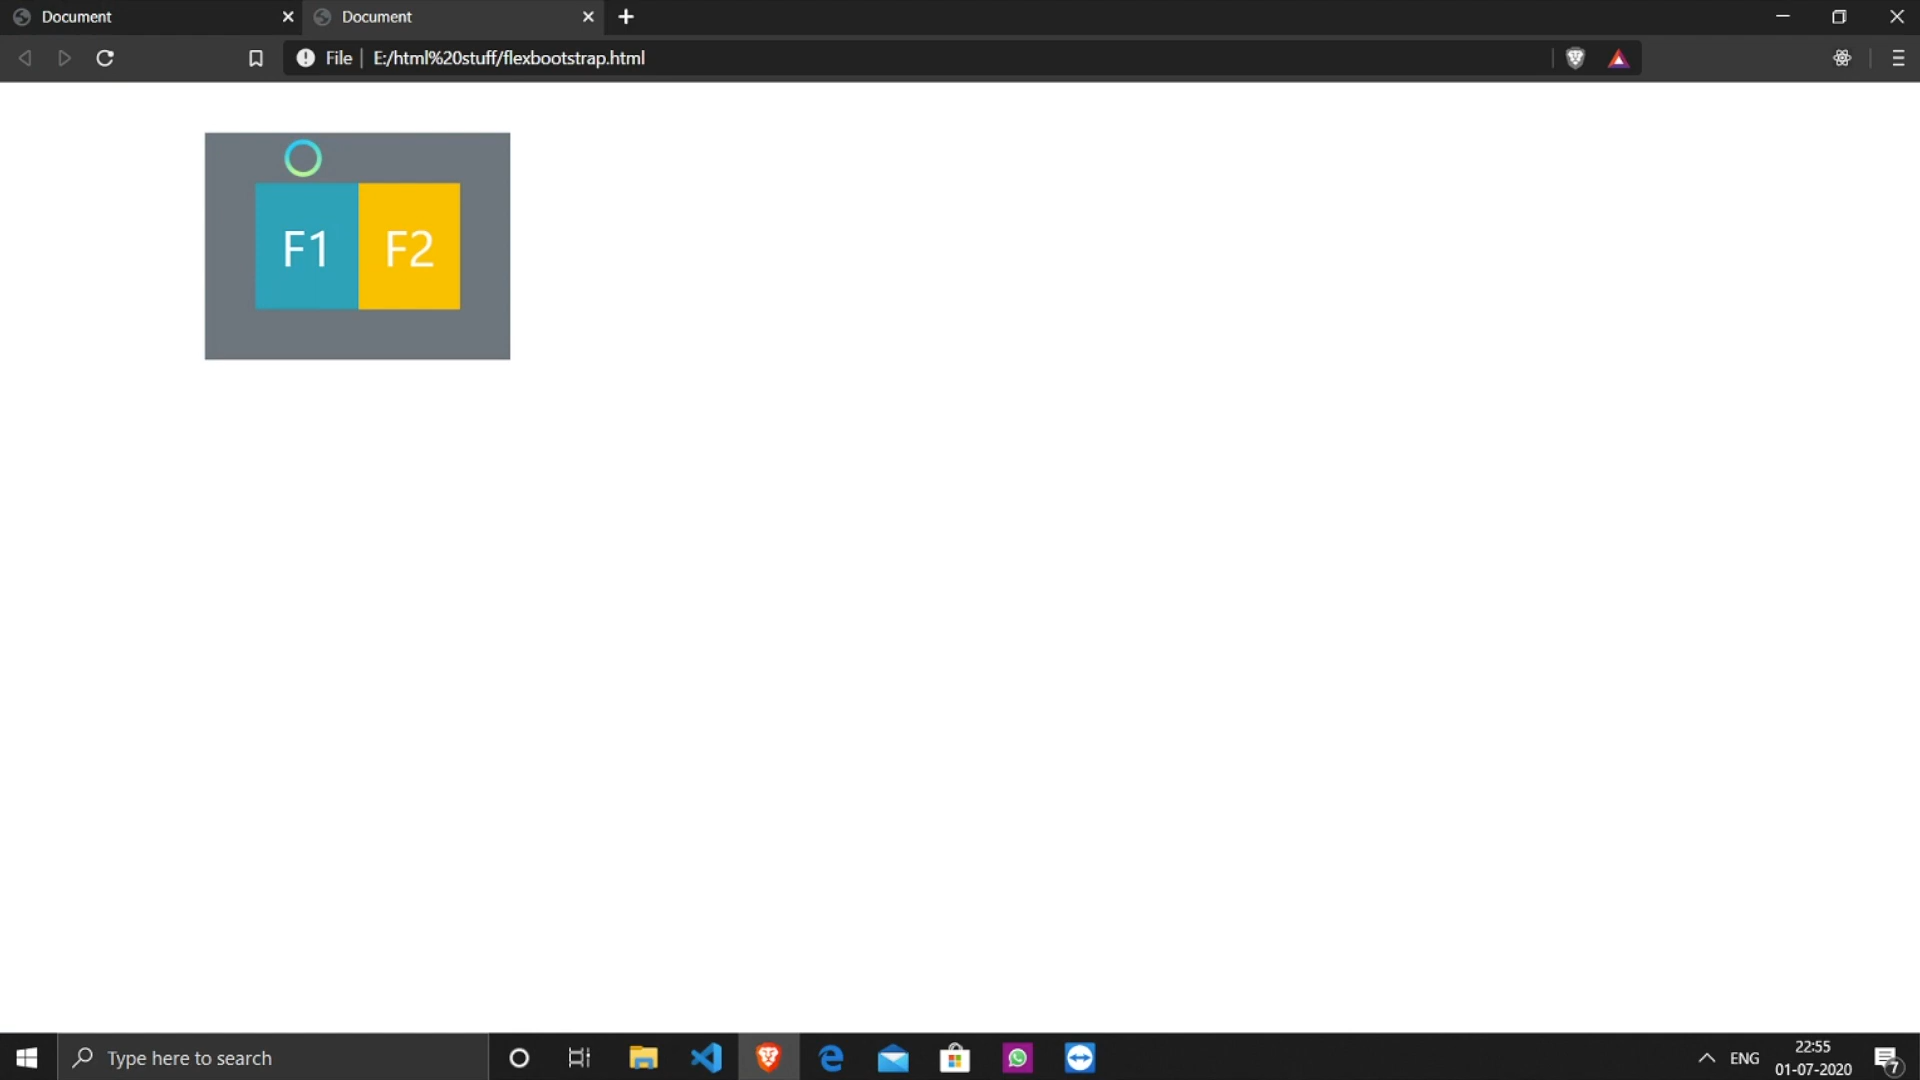 Document
Document
File | E:/html%20stuff/flexbootstrap.html
F1 F2
Type here to search
ENG
22:55
01-07-2020
7